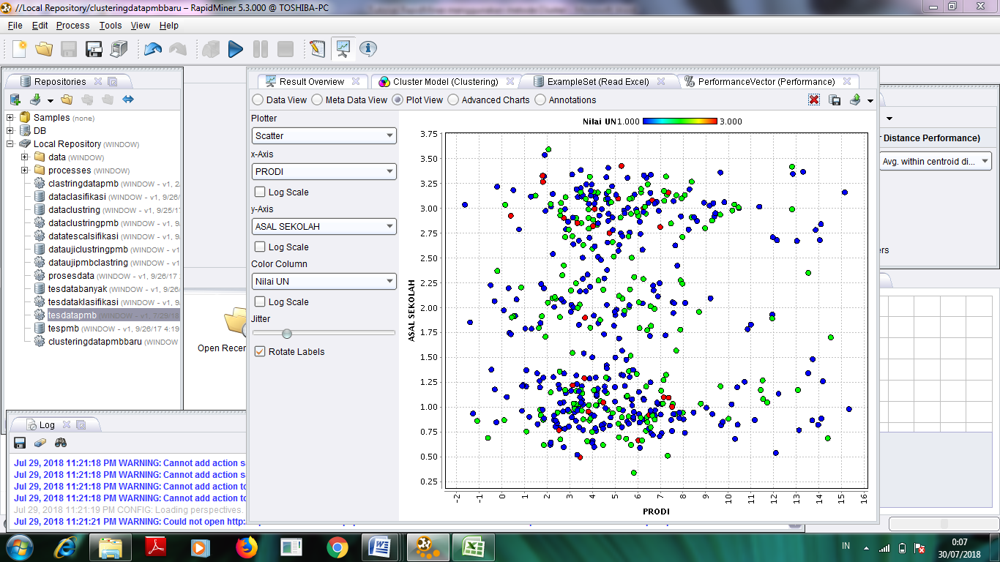 //Local Repository/clusteringdatapmbbaru – RapidMiner 5.3.000 @ TOSHIBA-PC
File Edit Process Tools View Help
Repositories
Samples (none)
DB
Local Repository (WINDOW)
data (WINDOW)
processes (WINDOW)
clastringdatapmb (WINDOW - v1, 2
dataclasifikasi (WINDOW - v1, 9/26/
dataclustring (WINDOW - v1, 9/25/17
dataclustringpmb (WINDOW - v1, 9/2
datatescalsifikasi (WINDOW - v1, 9/
dataujiclustringpmb (WINDOW - v1
dataujipmbclastring (WINDOW - v1
prosesdata (WINDOW - v1, 9/26/17
tesdatabanyak (WINDOW - v1, 9/26/
tesdataklasifikasi (WINDOW - v1, 9/
tesdatapmb (WINDOW - v1, 7/29/18
tespmb (WINDOW - v1, 9/26/17 4:19
clusteringdatapmbbaru (WINDOW
Open Recen
Result Overview
Cluster Model (Clustering)
ExampleSet (Read Excel)
PerformanceVector (Performance)
Data View Meta Data View Plot View Advanced Charts Annotations
Plotter
Scatter
x-Axis
PRODI
Log Scale
y-Axis
ASAL SEKOLAH
Log Scale
Color Column
Nilai UN
Log Scale
Jitter
Rotate Labels
Nilai UN 1.000 3.000
3.75
3.50
3.25
3.00
2.75
2.50
2.25
2.00
1.75
1.50
1.25
1.00
0.75
0.50
0.25
ASAL SEKOLAH
-2 -1 0 1 2 3 4 5 6 7 8 9 10 11 12 13 14 15 16
PRODI
r Distance Performance)
Avg. within centroid di...
ers
Log
Jul 29, 2018 11:21:18 PM WARNING: Cannot add action s
Jul 29, 2018 11:21:18 PM WARNING: Cannot add action s
Jul 29, 2018 11:21:18 PM WARNING: Cannot add action to
Jul 29, 2018 11:21:18 PM WARNING: Cannot add action to
Jul 29, 2018 11:21:19 PM CONFIG: Loading perspectives.
Jul 29, 2018 11:21:21 PM WARNING: Could not open http:
IN
0:07
30/07/2018